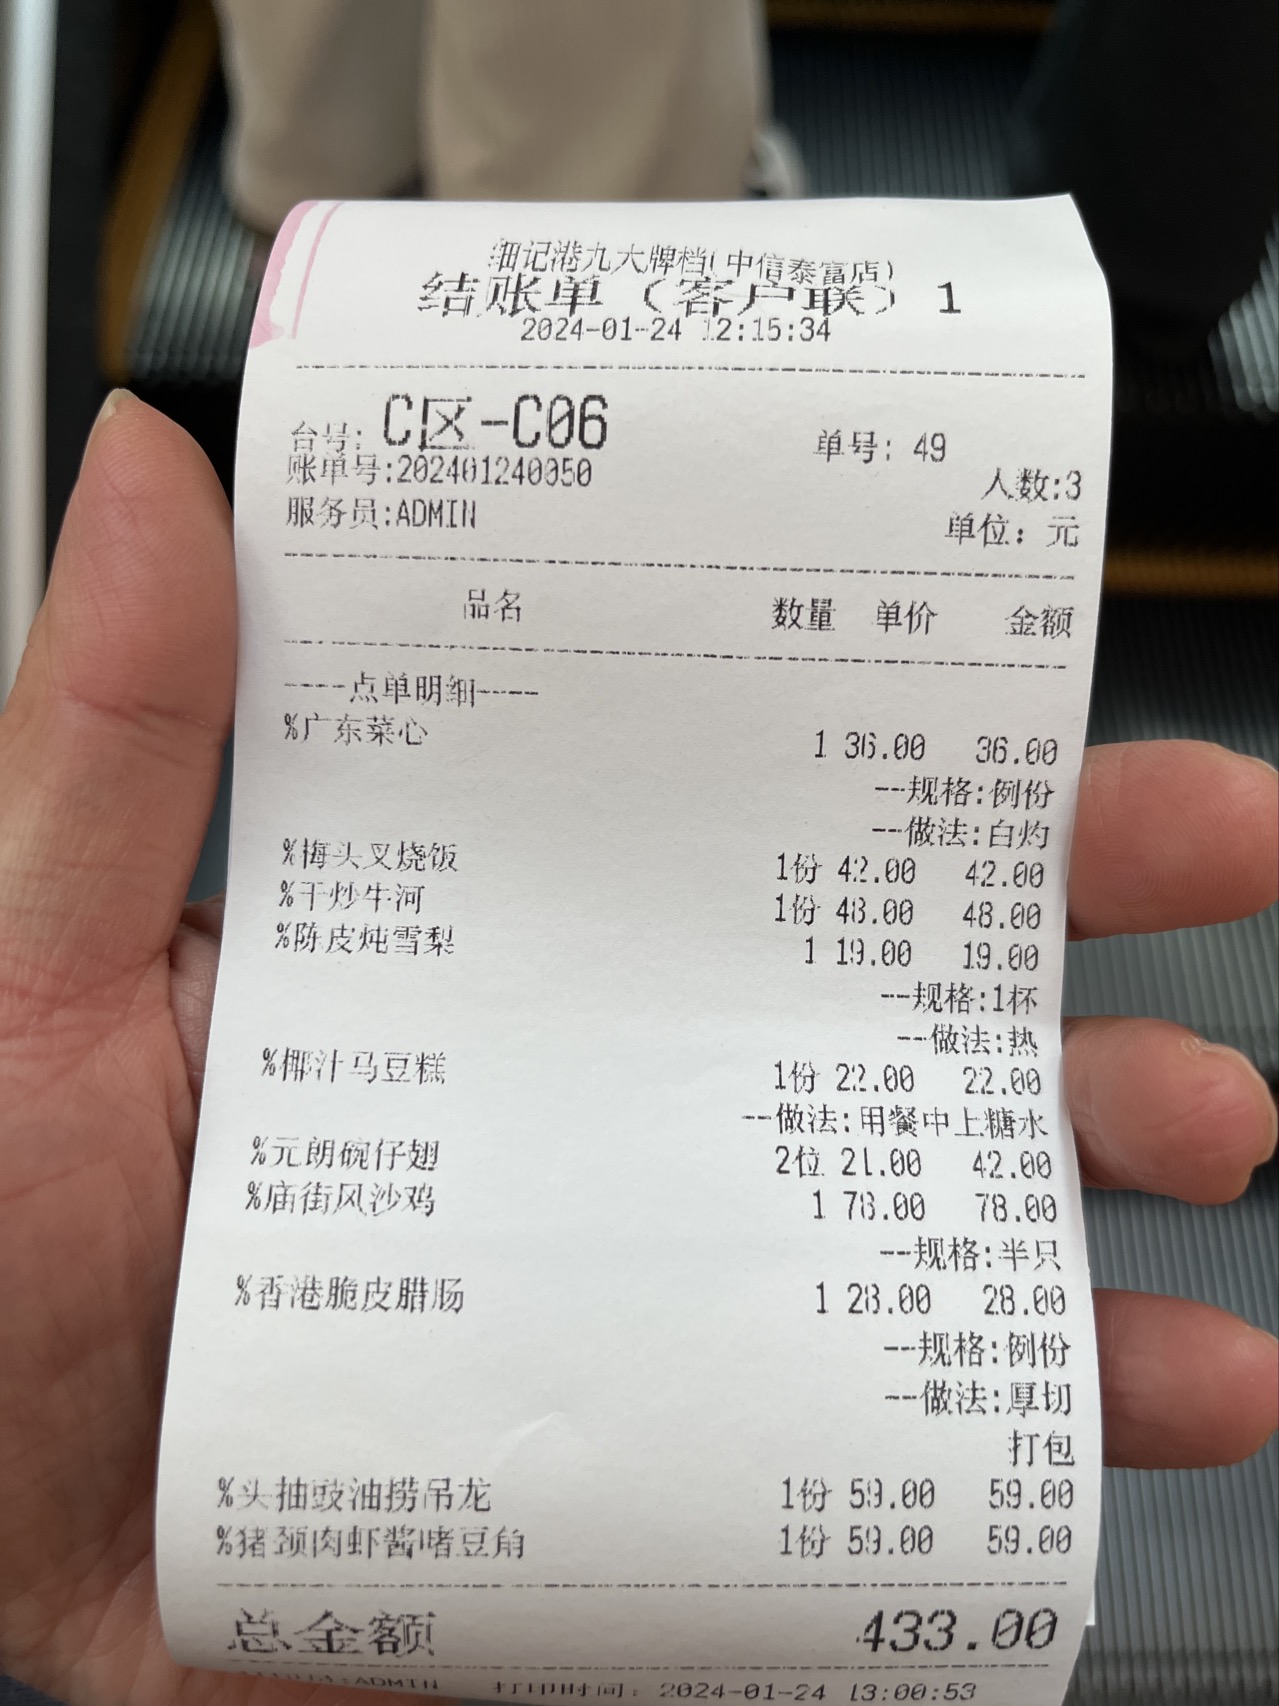 细记港九大牌档(中信泰富店)
结账单（客户联）1
2024-01-24 12:15:34
台号: C区-C06 单号: 49
账单号:202401240050 人数:3
服务员:ADMIN 单位: 元
品名 数量 单价 金额
----点单明细----
%广东菜心 1 36.00 36.00
--规格:例份
--做法:白灼
%梅头叉烧饭 1份 42.00 42.00
%干炒牛河 1份 48.00 48.00
%陈皮炖雪梨 1 19.00 19.00
--规格:1杯
--做法:热
%椰汁马豆糕 1份 22.00 22.00
--做法:用餐中上糖水
%元朗碗仔翅 2位 21.00 42.00
%庙街风沙鸡 1 78.00 78.00
--规格:半只
%香港脆皮腊肠 1 28.00 28.00
--规格:例份
--做法:厚切
打包
%头抽豉油捞吊龙 1份 59.00 59.00
%猪颈肉虾酱啫豆角 1份 59.00 59.00
总金额 433.00
:ADMIN 打印时间: 2024-01-24 13:00:53